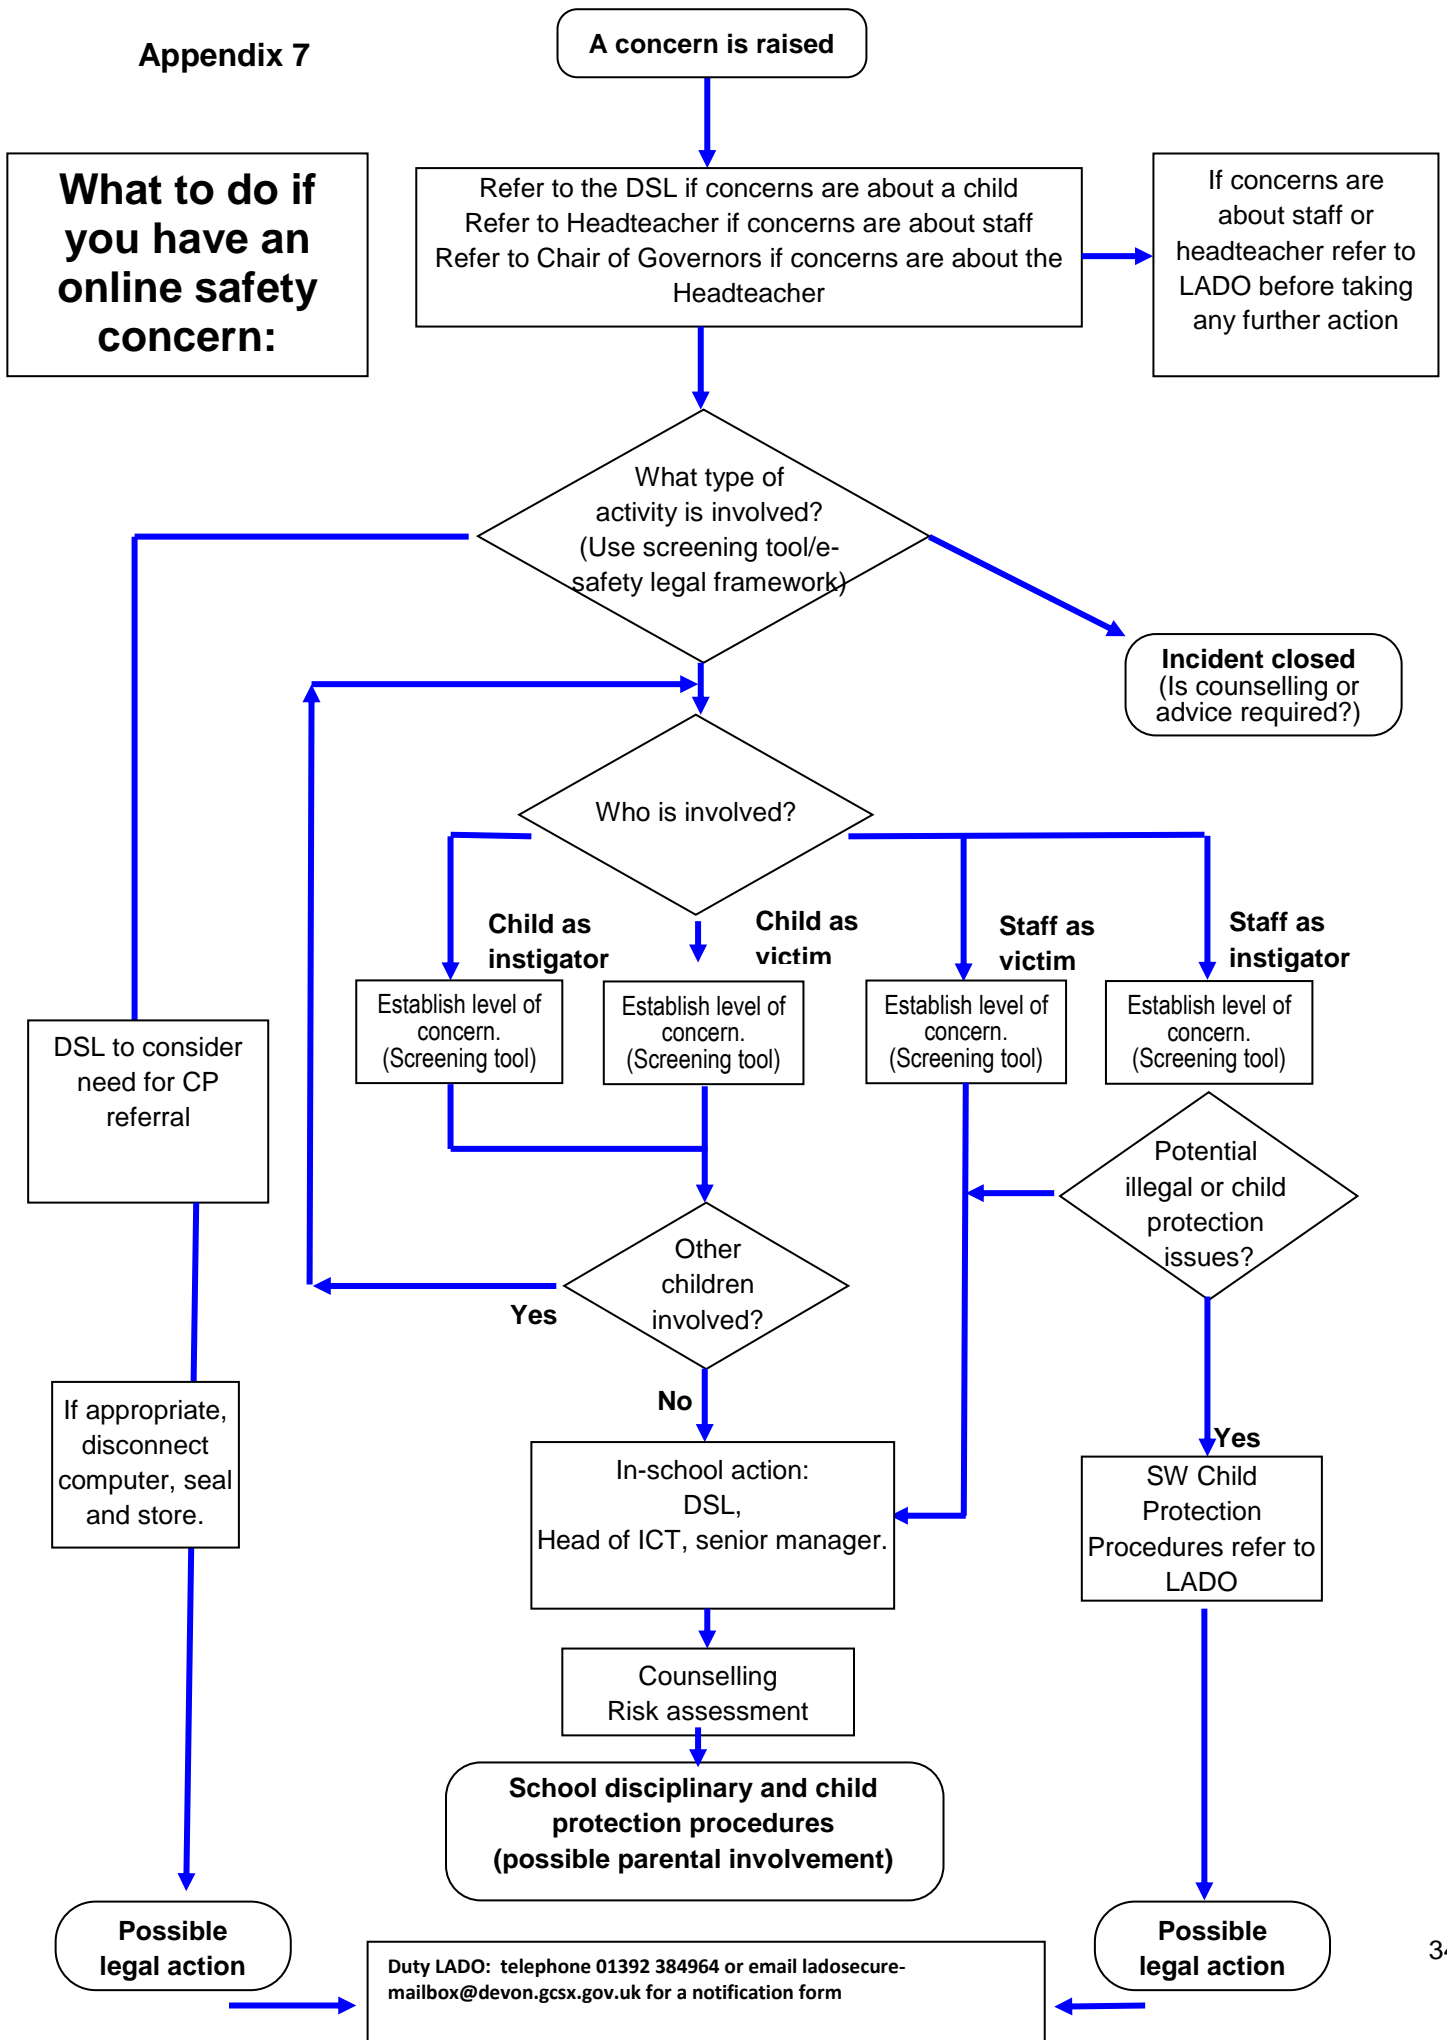 Appendix 7
A concern is raised
What to do if
you have an
online safety
concern:
Refer to the DSL if concerns are about a child
Refer to Headteacher if concerns are about staff
Refer to Chair of Governors if concerns are about the
Headteacher
If concerns are
about staff or
headteacher refer to
LADO before taking
any further action
What type of
activity is involved?
(Use screening tool/e-
safety legal framework)
Incident closed
(Is counselling or
advice required?)
Who is involved?
Child as
instigator
Child as
victim
Staff as
victim
Staff as
instigator
Establish level of
concern.
(Screening tool)
Establish level of
concern.
(Screening tool)
Establish level of
concern.
(Screening tool)
Establish level of
concern.
(Screening tool)
DSL to consider
need for CP
referral
Potential
illegal or child
protection
issues?
Other
children
involved?
Yes
No
Yes
If appropriate,
disconnect
computer, seal
and store.
In-school action:
DSL,
Head of ICT, senior manager.
SW Child
Protection
Procedures refer to
LADO
Counselling
Risk assessment
School disciplinary and child
protection procedures
(possible parental involvement)
Possible
legal action
Possible
legal action
Duty LADO: telephone 01392 384964 or email ladosecure-
mailbox@devon.gcsx.gov.uk for a notification form